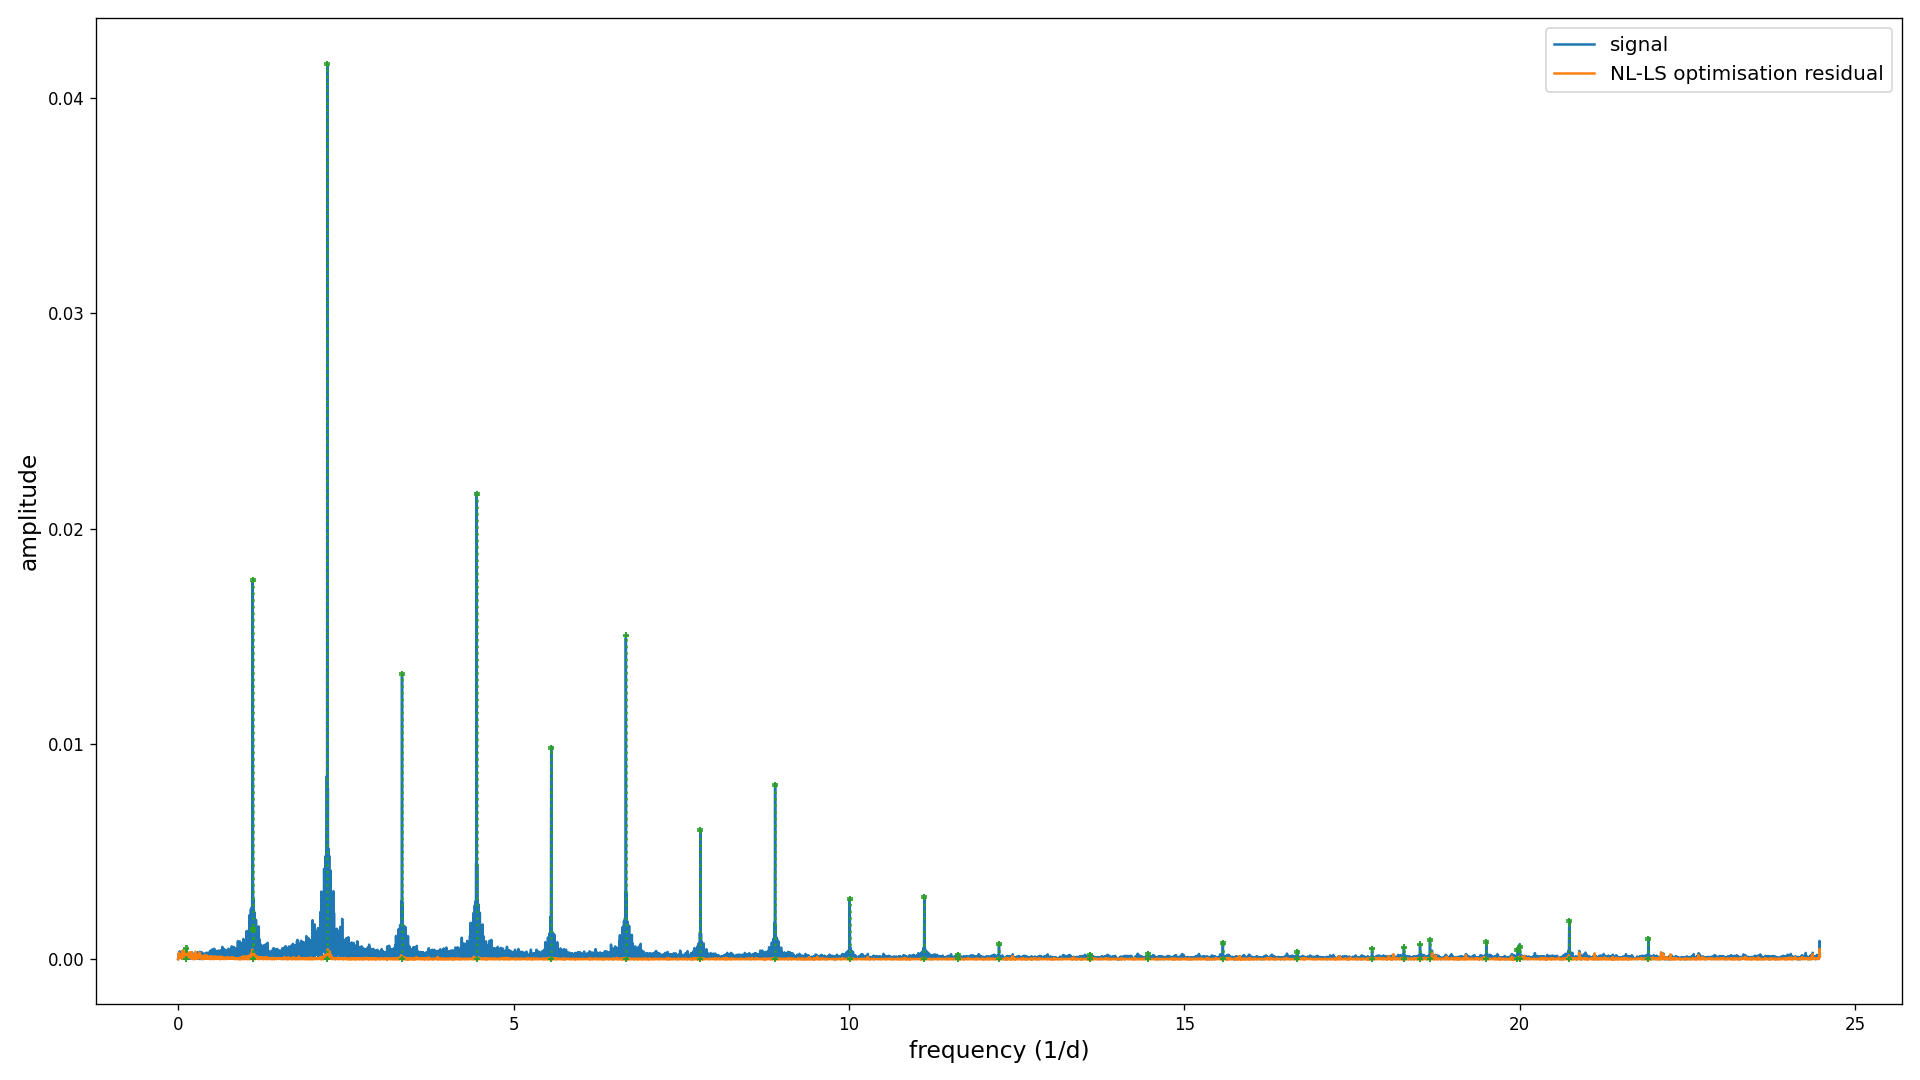 signal
NL-LS optimisation residual
amplitude
0.04
0.03
0.02
0.01
0.00
0
5
10
15
20
25
frequency (1/d)